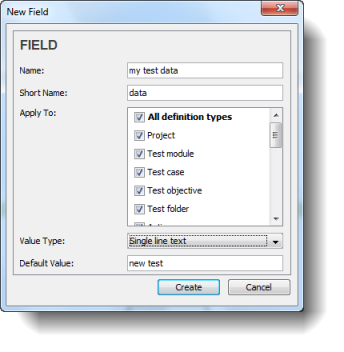 New Field
FIELD
Name: my test data
Short Name: data
Apply To: All definition types
Project
Test module
Test case
Test objective
Test folder
Value Type: Single line text
Default Value: new test
Create Cancel